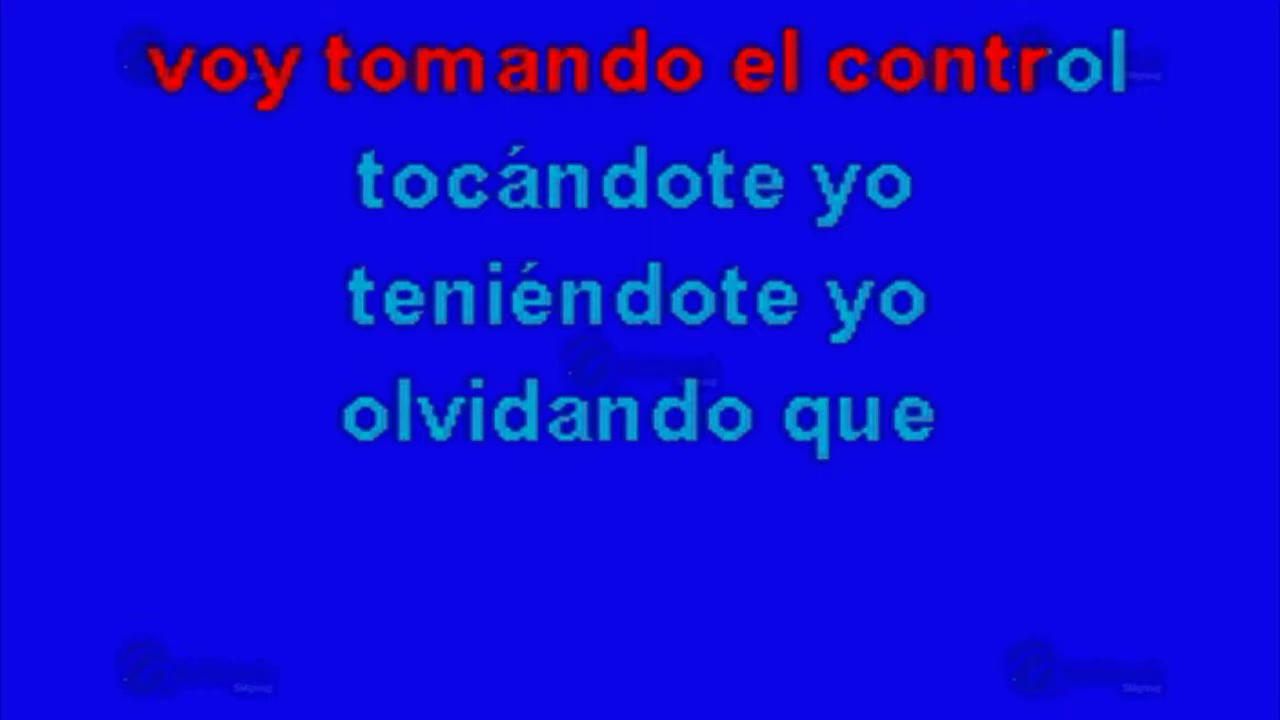 voy tomando el control
tocándote yo
teniéndote yo
olvidando que